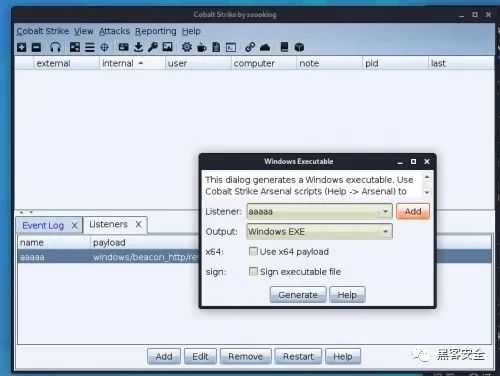 Cobalt Strike by ssooking
Cobalt Strike View Attacks Reporting Help
external internal user computer note pid last
Windows Executable
This dialog generates a Windows executable. Use
Cobalt Strike Arsenal scripts (Help -> Arsenal) to
Listener: aaaaa Add
Output: Windows EXE
x64: Use x64 payload
sign: Sign executable file
Generate Help
Event Log X Listeners X
name payload
aaaaa windows/beacon_http/re
Add Edit Remove Restart Help
黑客安全